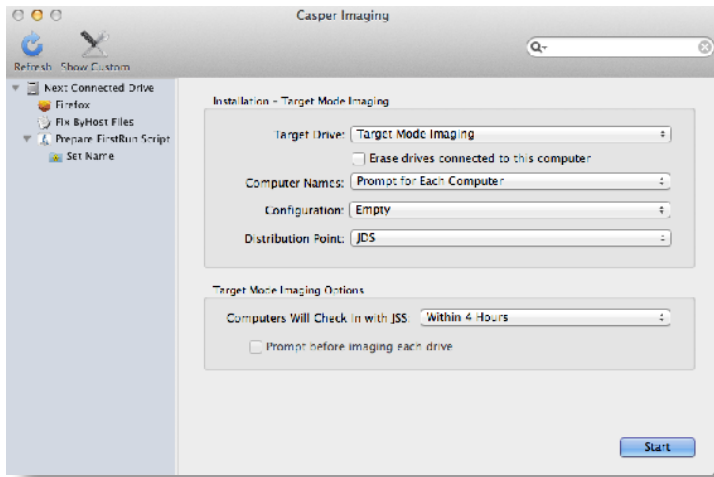 Casper Imaging
Refresh Show Custom
Next Connected Drive
Firefox
Fix ByHost Files
Prepare FirstRun Script
Set Name
Installation - Target Mode Imaging
Target Drive: Target Mode Imaging
Erase drives connected to this computer
Computer Names: Prompt for Each Computer
Configuration: Empty
Distribution Point: JDS
Target Mode Imaging Options
Computers Will Check In with JSS: Within 4 Hours
Prompt before imaging each drive
Start